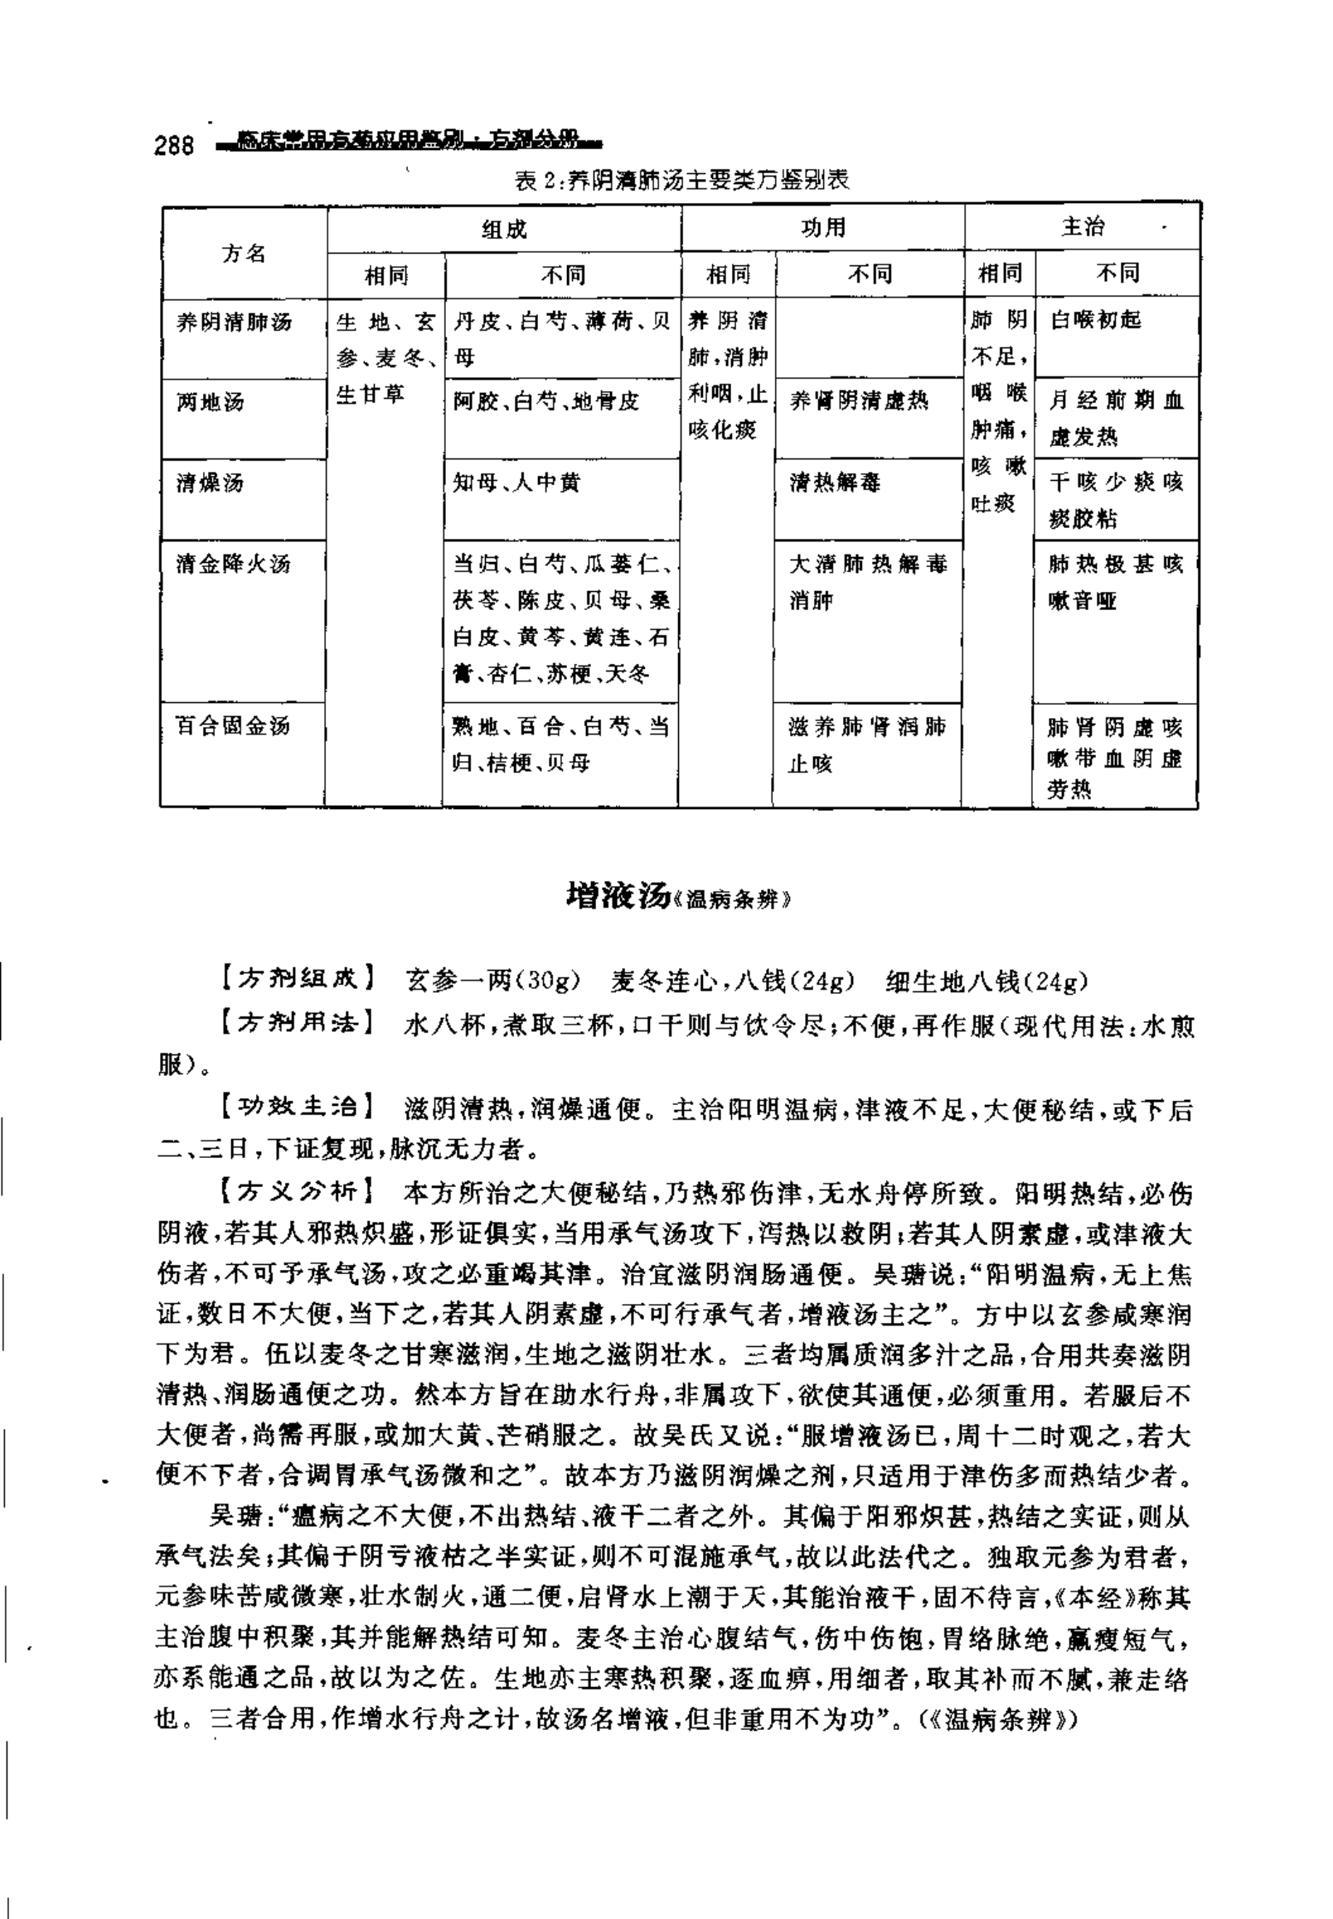 288 临床常用方药应用鉴别·方剂分册
表 2:养阴清肺汤主要类方鉴别表
方名 组成 功用 主治
相同 不同 相同 不同 相同 不同
养阴清肺汤 生地、玄参、麦冬、生甘草 丹皮、白芍、薄荷、贝母 养阴清肺,消肿利咽,止咳化痰 肺阴不足,咽喉肿痛,咳嗽吐痰 白喉初起
两地汤 阿胶、白芍、地骨皮 养肾阴清虚热 月经前期血虚发热
清燥汤 知母、人中黄 清热解毒 干咳少痰咳痰胶粘
清金降火汤 当归、白芍、瓜蒌仁、茯苓、陈皮、贝母、桑白皮、黄芩、黄连、石膏、杏仁、苏梗、天冬 大清肺热解毒消肿 肺热极甚咳嗽音哑
百合固金汤 熟地、百合、白芍、当归、桔梗、贝母 滋养肺肾润肺止咳 肺肾阴虚咳嗽带血阴虚劳热
增液汤《温病条辨》
【方剂组成】 玄参一两(30g) 麦冬连心,八钱(24g) 细生地八钱(24g)
【方剂用法】 水八杯,煮取三杯,口干则与饮令尽;不便,再作服(现代用法:水煎
服)。
【功效主治】 滋阴清热,润燥通便。主治阳明温病,津液不足,大便秘结,或下后
二、三日,下证复现,脉沉无力者。
【方义分析】 本方所治之大便秘结,乃热邪伤津,无水舟停所致。阳明热结,必伤
阴液,若其人邪热炽盛,形证俱实,当用承气汤攻下,泻热以救阴;若其人阴素虚,或津液大
伤者,不可予承气汤,攻之必重竭其津。治宜滋阴润肠通便。吴瑭说:“阳明温病,无上焦
证,数日不大便,当下之,若其人阴素虚,不可行承气者,增液汤主之”。方中以玄参咸寒润
下为君。伍以麦冬之甘寒滋润,生地之滋阴壮水。三者均属质润多汁之品,合用共奏滋阴
清热、润肠通便之功。然本方旨在助水行舟,非属攻下,欲使其通便,必须重用。若服后不
大便者,尚需再服,或加大黄、芒硝服之。故吴氏又说:“服增液汤已,周十二时观之,若大
便不下者,合调胃承气汤微和之”。故本方乃滋阴润燥之剂,只适用于津伤多而热结少者。
吴瑭:“瘟病之不大便,不出热结、液干二者之外。其偏于阳邪炽甚,热结之实证,则从
承气法矣;其偏于阴亏液枯之半实证,则不可混施承气,故以此法代之。独取元参为君者,
元参味苦咸微寒,壮水制火,通二便,启肾水上潮于天,其能治液干,固不待言,《本经》称其
主治腹中积聚,其并能解热结可知。麦冬主治心腹结气,伤中伤饱,胃络脉绝,羸瘦短气,
亦系能通之品,故以为之佐。生地亦主寒热积聚,逐血痹,用细者,取其补而不腻,兼走络
也。三者合用,作增水行舟之计,故汤名增液,但非重用不为功”。(《温病条辨》)